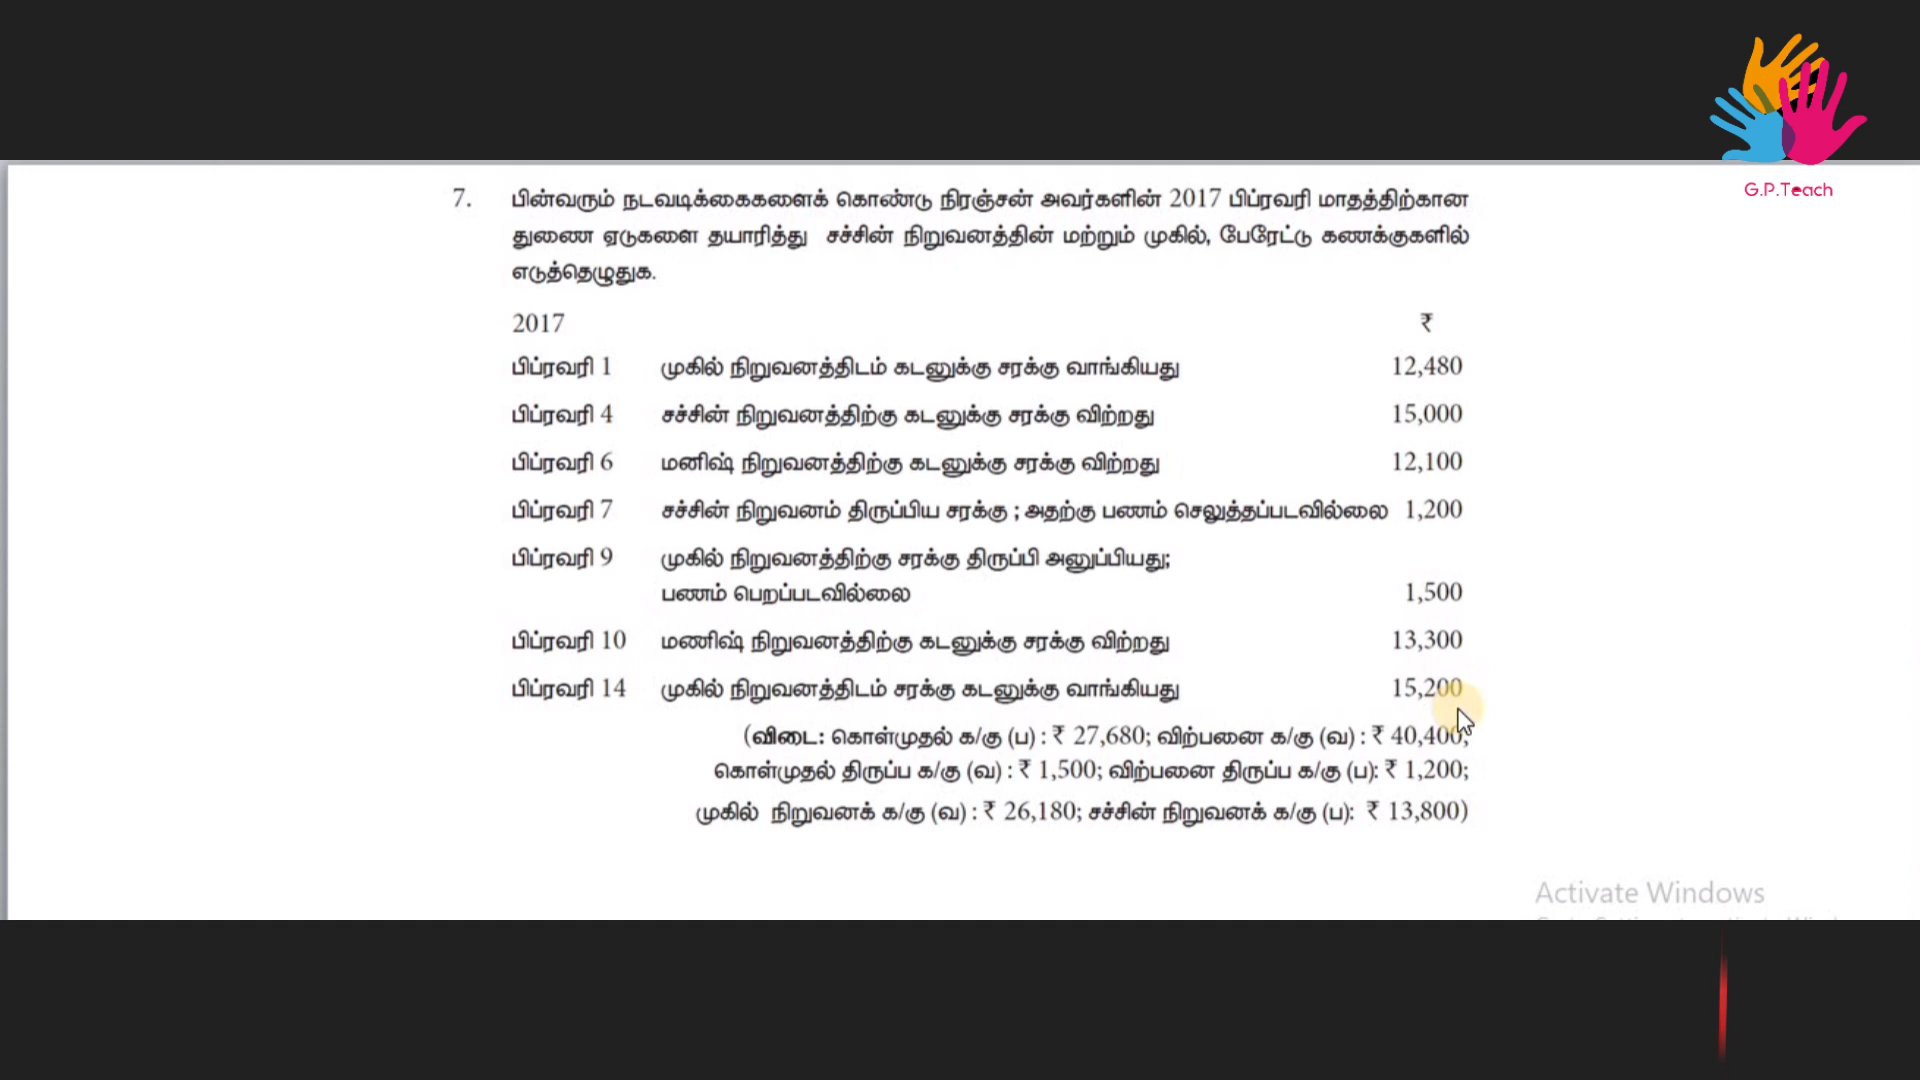 G.P.Teach
7. பின்வரும் நடவடிக்கைகளைக் கொண்டு நிரஞ்சன் அவர்களின் 2017 பிப்ரவரி மாதத்திற்கான
துணை ஏடுகளை தயாரித்து சச்சின் நிறுவனத்தின் மற்றும் முகில், பேரேட்டு கணக்குகளில்
எடுத்தெழுதுக.
2017 ₹
பிப்ரவரி 1 முகில் நிறுவனத்திடம் கடனுக்கு சரக்கு வாங்கியது 12,480
பிப்ரவரி 4 சச்சின் நிறுவனத்திற்கு கடனுக்கு சரக்கு விற்றது 15,000
பிப்ரவரி 6 மனிஷ் நிறுவனத்திற்கு கடனுக்கு சரக்கு விற்றது 12,100
பிப்ரவரி 7 சச்சின் நிறுவனம் திருப்பிய சரக்கு ; அதற்கு பணம் செலுத்தப்படவில்லை 1,200
பிப்ரவரி 9 முகில் நிறுவனத்திற்கு சரக்கு திருப்பி அனுப்பியது;
பணம் பெறப்படவில்லை 1,500
பிப்ரவரி 10 மணிஷ் நிறுவனத்திற்கு கடனுக்கு சரக்கு விற்றது 13,300
பிப்ரவரி 14 முகில் நிறுவனத்திடம் சரக்கு கடனுக்கு வாங்கியது 15,200
(விடை: கொள்முதல் க/கு (ப) : ₹ 27,680; விற்பனை க/கு (வ) : ₹ 40,400;
கொள்முதல் திருப்ப க/கு (வ) : ₹ 1,500; விற்பனை திருப்ப க/கு (ப): ₹ 1,200;
முகில் நிறுவனக் க/கு (வ) : ₹ 26,180; சச்சின் நிறுவனக் க/கு (ப): ₹ 13,800)
Activate Windows